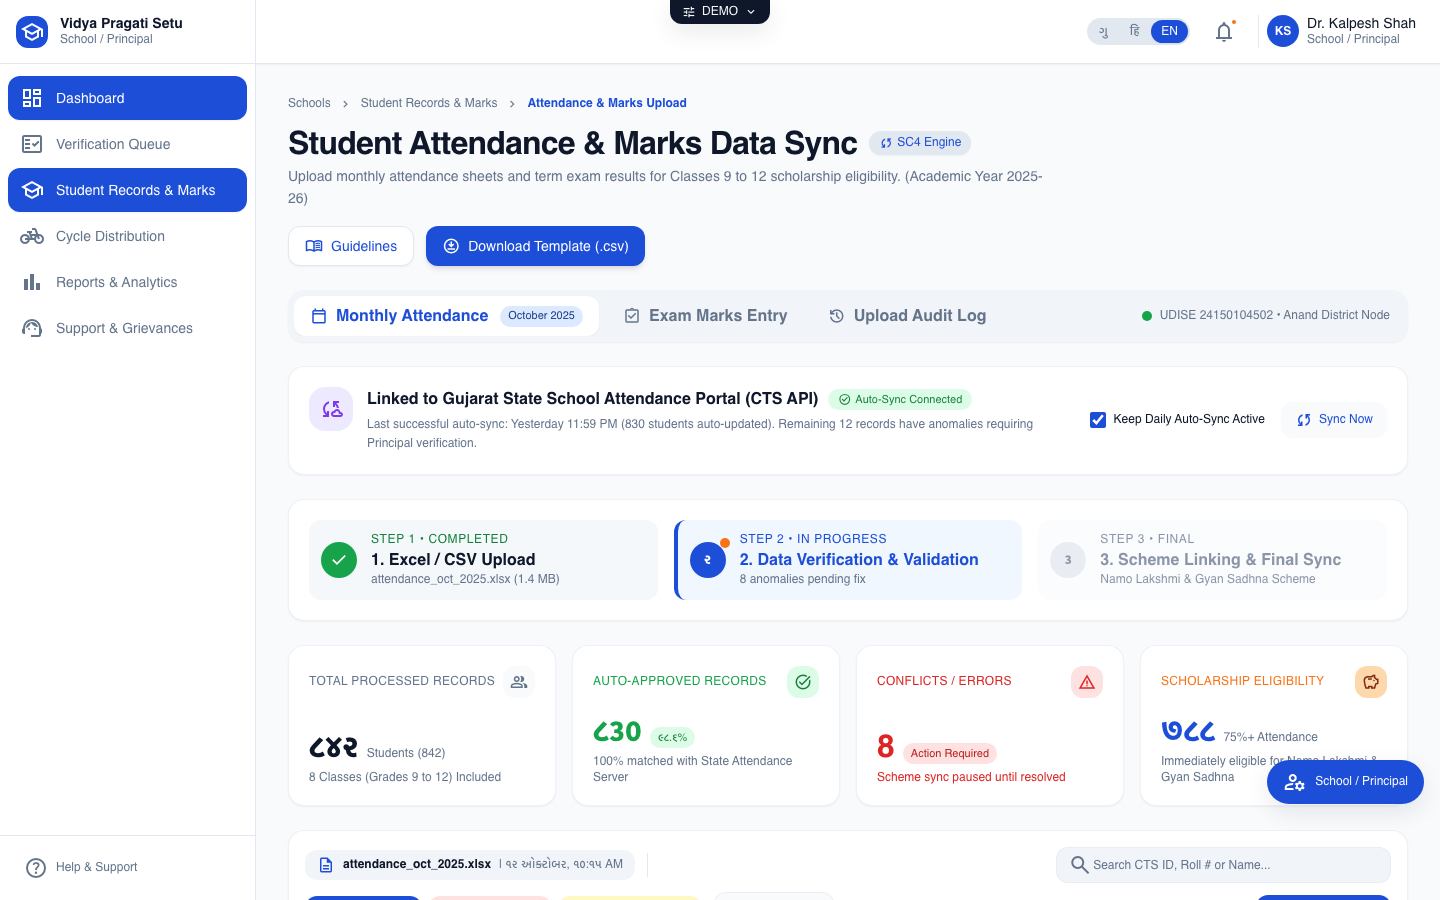 Vidya Pragati Setu
School / Principal
DEMO
ગુ
हि
EN
KS
Dr. Kalpesh Shah
School / Principal
Dashboard
Verification Queue
Student Records & Marks
Cycle Distribution
Reports & Analytics
Support & Grievances
Help & Support
Schools
Student Records & Marks
Attendance & Marks Upload
Student Attendance & Marks Data Sync
SC4 Engine
Upload monthly attendance sheets and term exam results for Classes 9 to 12 scholarship eligibility. (Academic Year 2025-
26)
Guidelines
Download Template (.csv)
Monthly Attendance
October 2025
Exam Marks Entry
Upload Audit Log
UDISE 24150104502 • Anand District Node
Linked to Gujarat State School Attendance Portal (CTS API)
Auto-Sync Connected
Last successful auto-sync: Yesterday 11:59 PM (830 students auto-updated). Remaining 12 records have anomalies requiring
Principal verification.
Keep Daily Auto-Sync Active
Sync Now
STEP 1 • COMPLETED
1. Excel / CSV Upload
attendance_oct_2025.xlsx (1.4 MB)
૨
STEP 2 • IN PROGRESS
2. Data Verification & Validation
8 anomalies pending fix
3
STEP 3 • FINAL
3. Scheme Linking & Final Sync
Namo Lakshmi & Gyan Sadhna Scheme
TOTAL PROCESSED RECORDS
૮૪૨
Students (842)
8 Classes (Grades 9 to 12) Included
AUTO-APPROVED RECORDS
૮૩૦
૯૮.૬%
100% matched with State Attendance
Server
CONFLICTS / ERRORS
8
Action Required
Scheme sync paused until resolved
SCHOLARSHIP ELIGIBILITY
૭૮૮
75%+ Attendance
Immediately eligible for Namo Lakshmi &
Gyan Sadhna
School / Principal
attendance_oct_2025.xlsx
| ૧૨ ઓક્ટોબર, ૧૦:૧૫ AM
Search CTS ID, Roll # or Name...